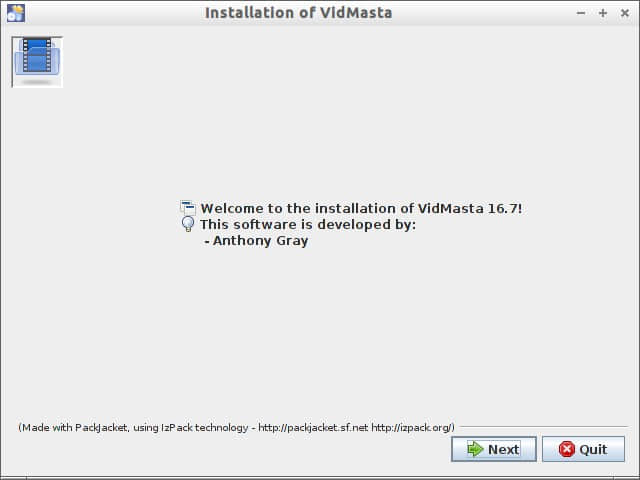 Installation of VidMasta
Welcome to the installation of VidMasta 16.7!
This software is developed by:
- Anthony Gray
(Made with PackJacket, using IzPack technology - http://packjacket.sf.net http://izpack.org/)
Next
Quit